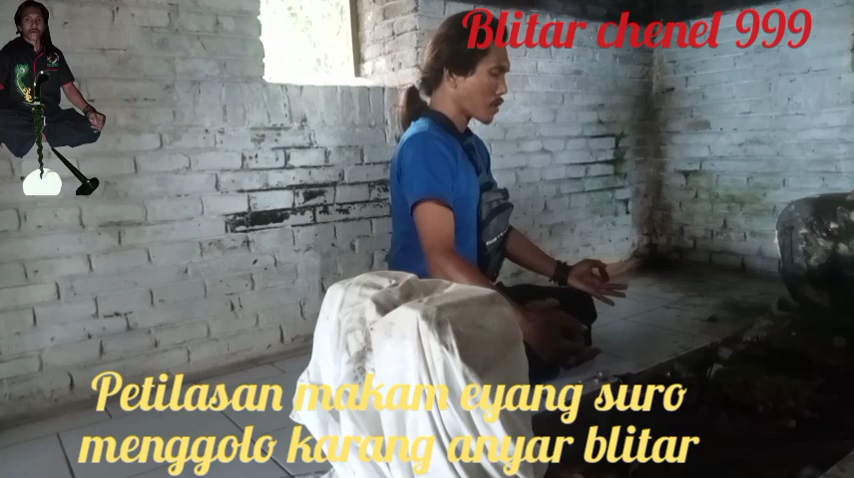 Blitar chenel 999
Petilasan makam eyang suro
menggolo karang anyar blitar